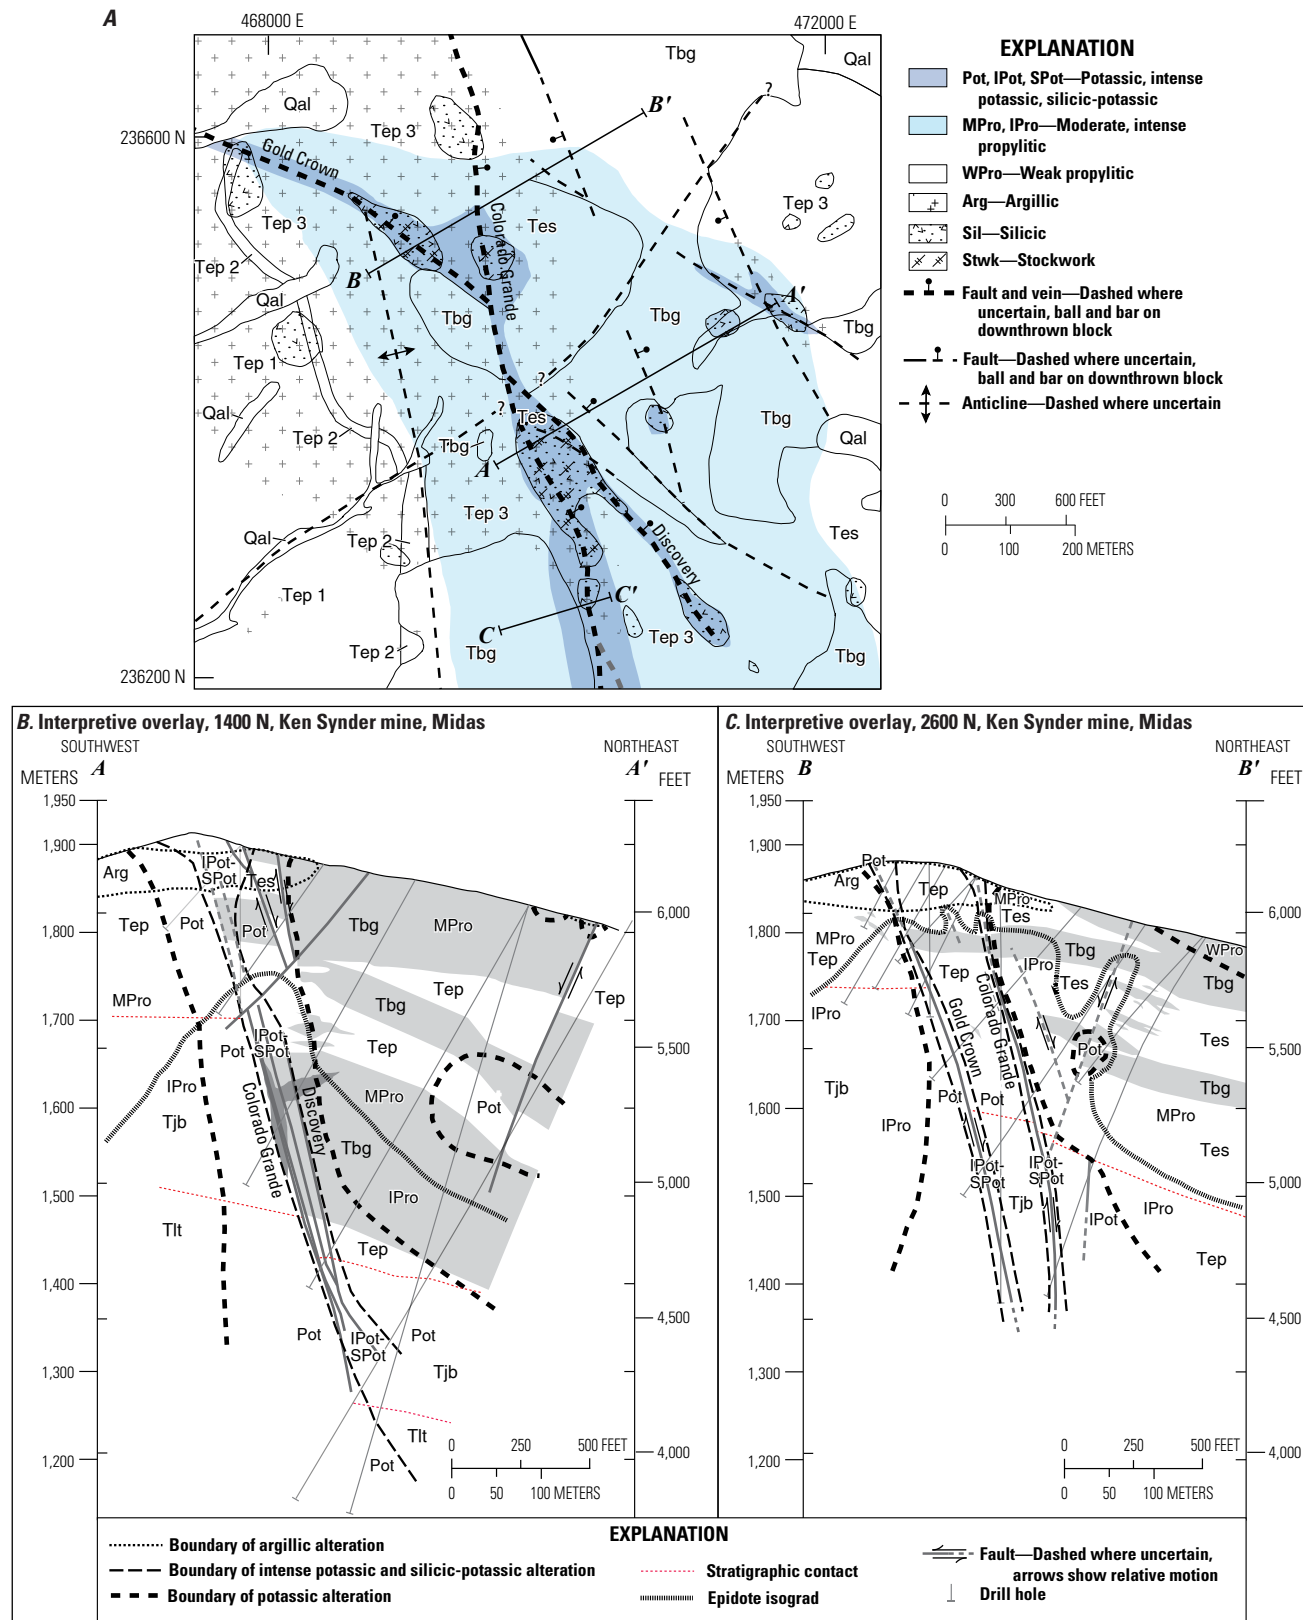 A
468000 E
472000 E
236600 N
236200 N
Qal
Tep 3
Gold Crown
Tbg
Qal
B'
Tep 3
Tep 2
Qal
B
Colorado Grande
Tes
Tep 3
Tbg
Tbg
A'
Tbg
Tep 1
Qal
Tep 2
Tbg
A
Tes
?
?
?
Tbg
Qal
Tep 3
Qal
Tep 2
Tep 1
Discovery
Tes
C
C'
Tep 3
Tep 2
Tbg
Tbg
EXPLANATION
Pot, IPot, SPot—Potassic, intense
potassic, silicic-potassic
MPro, IPro—Moderate, intense
propylitic
WPro—Weak propylitic
Arg—Argillic
Sil—Silicic
Stwk—Stockwork
Fault and vein—Dashed where
uncertain, ball and bar on
downthrown block
Fault—Dashed where uncertain,
ball and bar on downthrown block
Anticline—Dashed where uncertain
0 300 600 FEET
0 100 200 METERS
B. Interpretive overlay, 1400 N, Ken Synder mine, Midas
SOUTHWEST
NORTHEAST
A
A'
METERS
FEET
1,950
1,900
1,800
1,700
1,600
1,500
1,400
1,300
1,200
6,000
5,500
5,000
4,500
4,000
Arg
IPot-
SPot
Tes
Tep
Pot
Pot
Tbg
MPro
Tep
Tep
MPro
Tbg
Pot
IPot-
SPot
Tep
IPro
MPro
Pot
Tjb
Colorado Grande
Discovery
Tbg
IPro
Tlt
Tep
Pot
IPot-
SPot
Pot
Tjb
Tlt
Pot
0 250 500 FEET
0 50 100 METERS
C. Interpretive overlay, 2600 N, Ken Synder mine, Midas
SOUTHWEST
NORTHEAST
B
B'
METERS
FEET
1,950
1,900
1,800
1,700
1,600
1,500
1,400
1,300
1,200
6,000
5,500
5,000
4,500
4,000
Pot
Arg
Tep
MPro
Tes
MPro
Tep
Tbg
WPro
Tep
IPro
Tes
Tbg
IPro
Gold Crown
Colorado Grande
Tes
Pot
Tjb
Tbg
Pot
Pot
IPro
MPro
Tes
IPot-
SPot
IPot-
SPot
Tjb
IPot
IPro
Tep
0 250 500 FEET
0 50 100 METERS
EXPLANATION
Boundary of argillic alteration
Boundary of intense potassic and silicic-potassic alteration
Boundary of potassic alteration
Stratigraphic contact
Epidote isograd
Fault—Dashed where uncertain,
arrows show relative motion
Drill hole